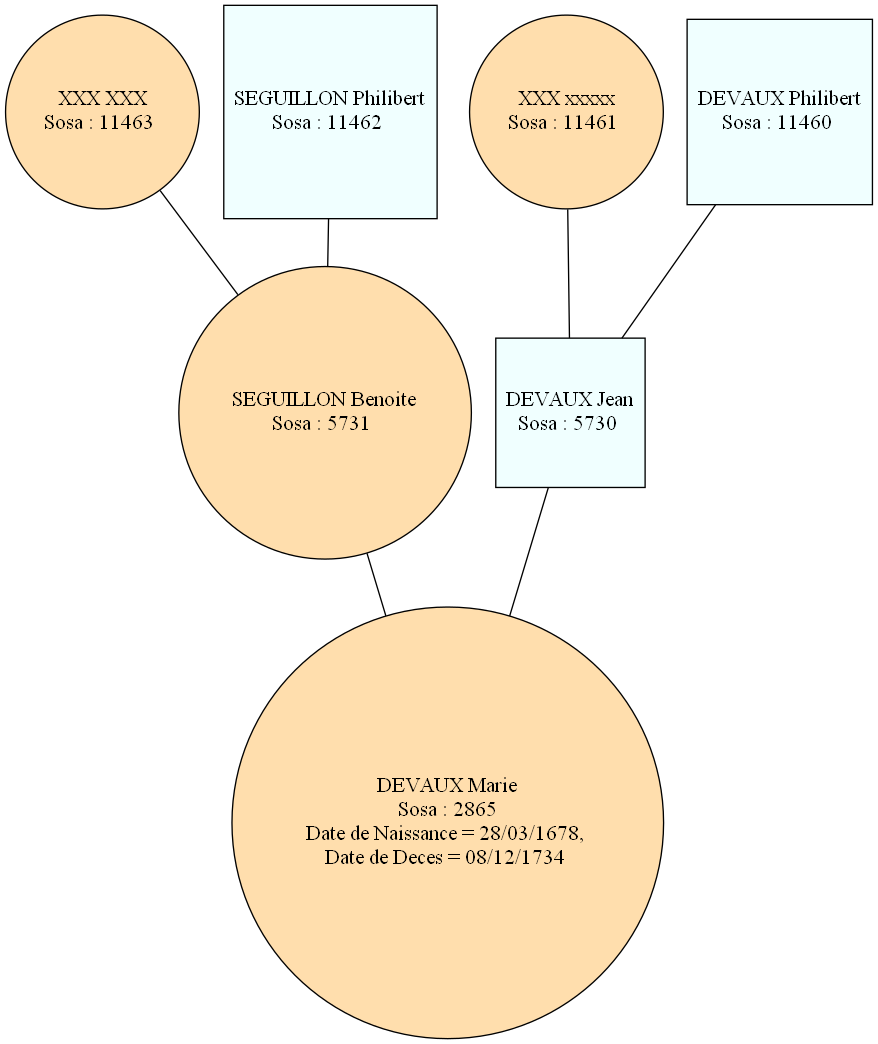 XXX XXX
Sosa : 11463
SEGUILLON Philibert
Sosa : 11462
XXX xxxxx
Sosa : 11461
DEVAUX Philibert
Sosa : 11460
SEGUILLON Benoite
Sosa : 5731
DEVAUX Jean
Sosa : 5730
DEVAUX Marie
Sosa : 2865
Date de Naissance = 28/03/1678,
Date de Deces = 08/12/1734